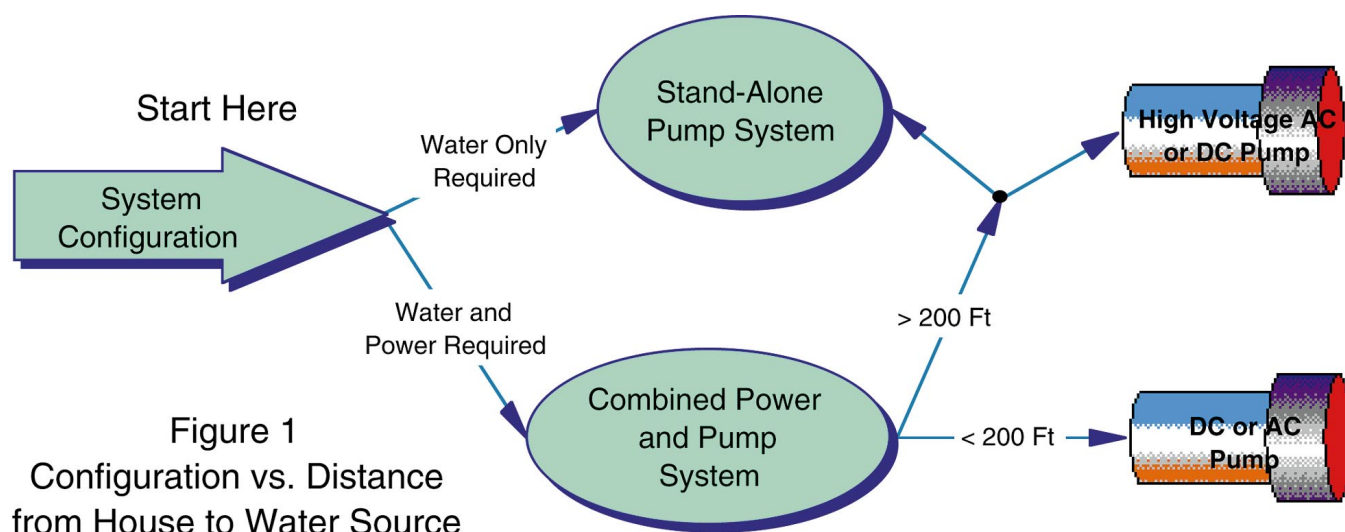 Start Here
System
Configuration
Water Only
Required
Stand-Alone
Pump System
High Voltage AC
or DC Pump
Water and
Power Required
> 200 Ft
Combined Power
and Pump
System
< 200 Ft
DC or AC
Pump
Figure 1
Configuration vs. Distance
from House to Water Source